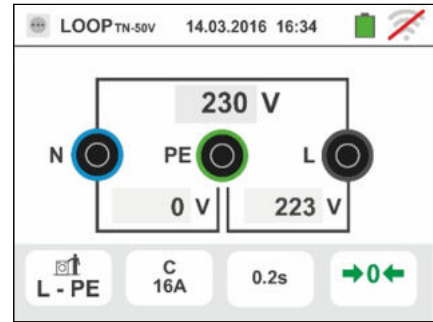 LOOP TN-50V 14.03.2016 16:34
230 V
N PE L
0 V 223 V
L - PE
C
16A
0.2s
→0←